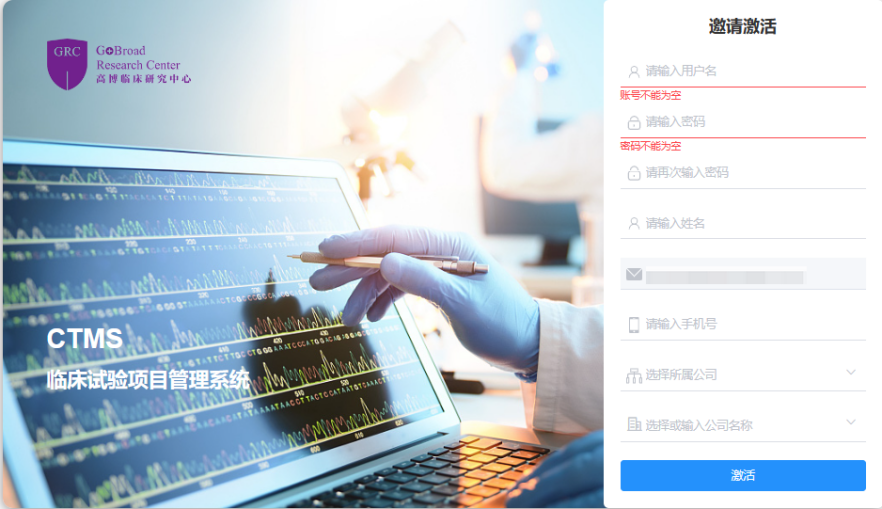 GRC
GoBroad
Research Center
高博临床研究中心
CTMS
临床试验项目管理系统
邀请激活
请输入用户名
账号不能为空
请输入密码
密码不能为空
请再次输入密码
请输入姓名
请输入手机号
选择所属公司
选择或输入公司名称
激活